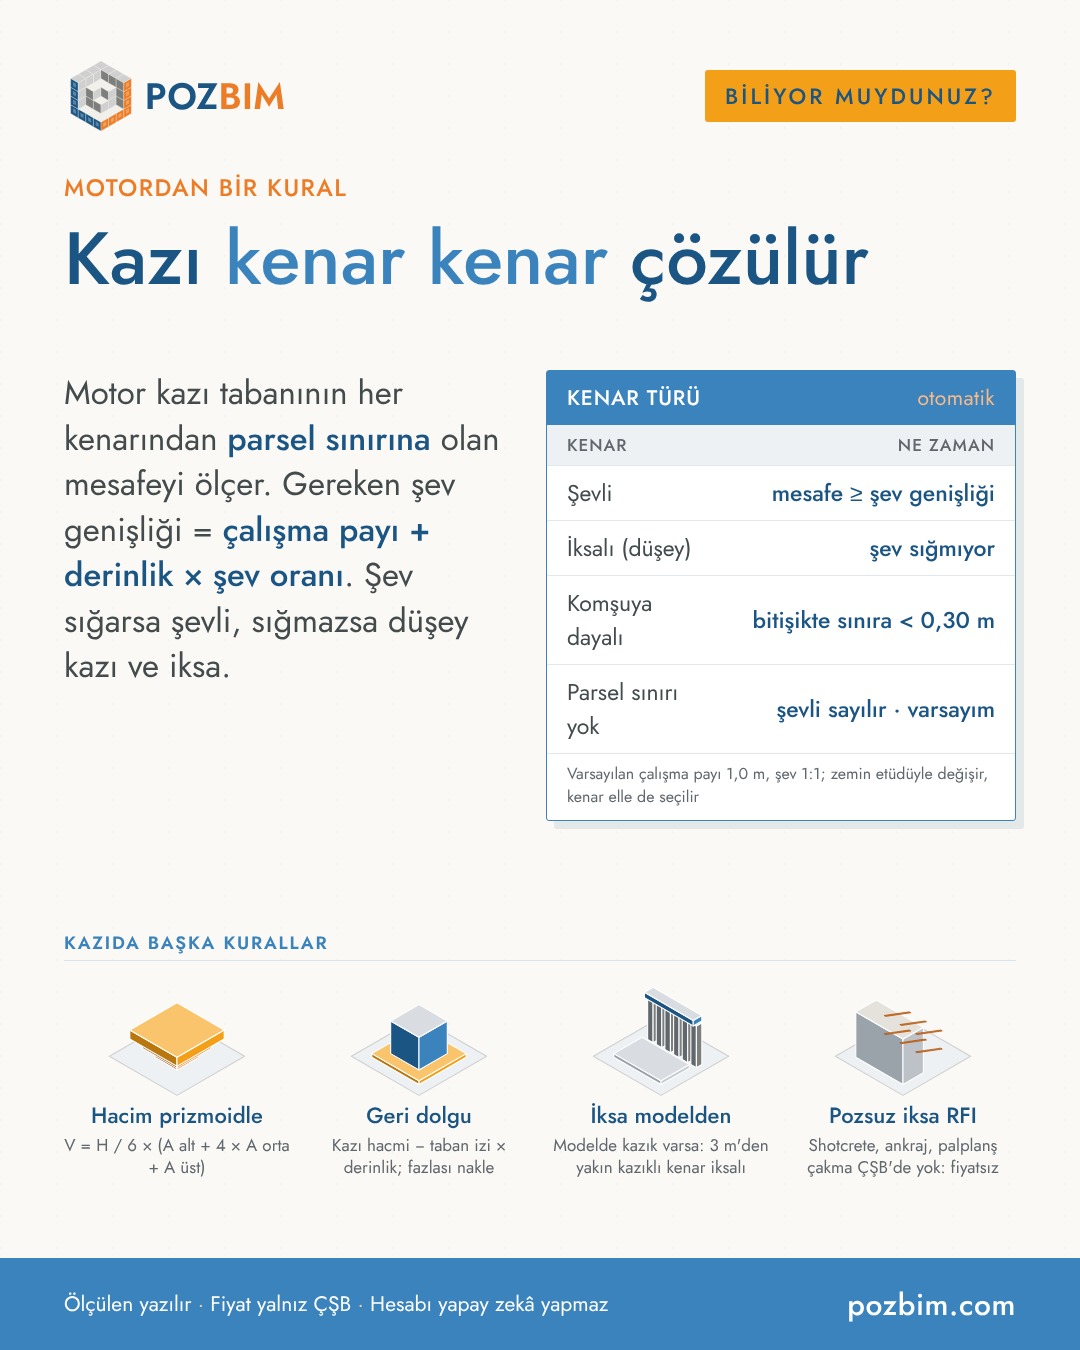 POZBIM
BİLİYOR MUYDUNUZ?
MOTORDAN BİR KURAL
Kazı kenar kenar çözülür
Motor kazı tabanının her
kenarından parsel sınırına olan
mesafeyi ölçer. Gereken şev
genişliği = çalışma payı +
derinlik × şev oranı. Şev
sığarsa şevli, sığmazsa düşey
kazı ve iksa.
KENAR TÜRÜ otomatik
KENAR NE ZAMAN
Şevli mesafe ≥ şev genişliği
İksalı (düşey) şev sığmıyor
Komşuya
dayalı
bitişikte sınıra < 0,30 m
Parsel sınırı
yok
şevli sayılır · varsayım
Varsayılan çalışma payı 1,0 m, şev 1:1; zemin etüdüyle değişir,
kenar elle de seçilir
KAZIDA BAŞKA KURALLAR
Hacim prizmoidle
V = H / 6 × (A alt + 4 × A orta
+ A üst)
Geri dolgu
Kazı hacmi − taban izi ×
derinlik; fazlası nakle
İksa modelden
Modelde kazık varsa: 3 m'den
yakın kazıklı kenar iksalı
Pozsuz iksa RFI
Shotcrete, ankraj, palplanş
çakma ÇŞB'de yok: fiyatsız
Ölçülen yazılır · Fiyat yalnız ÇŞB · Hesabı yapay zekâ yapmaz
pozbim.com